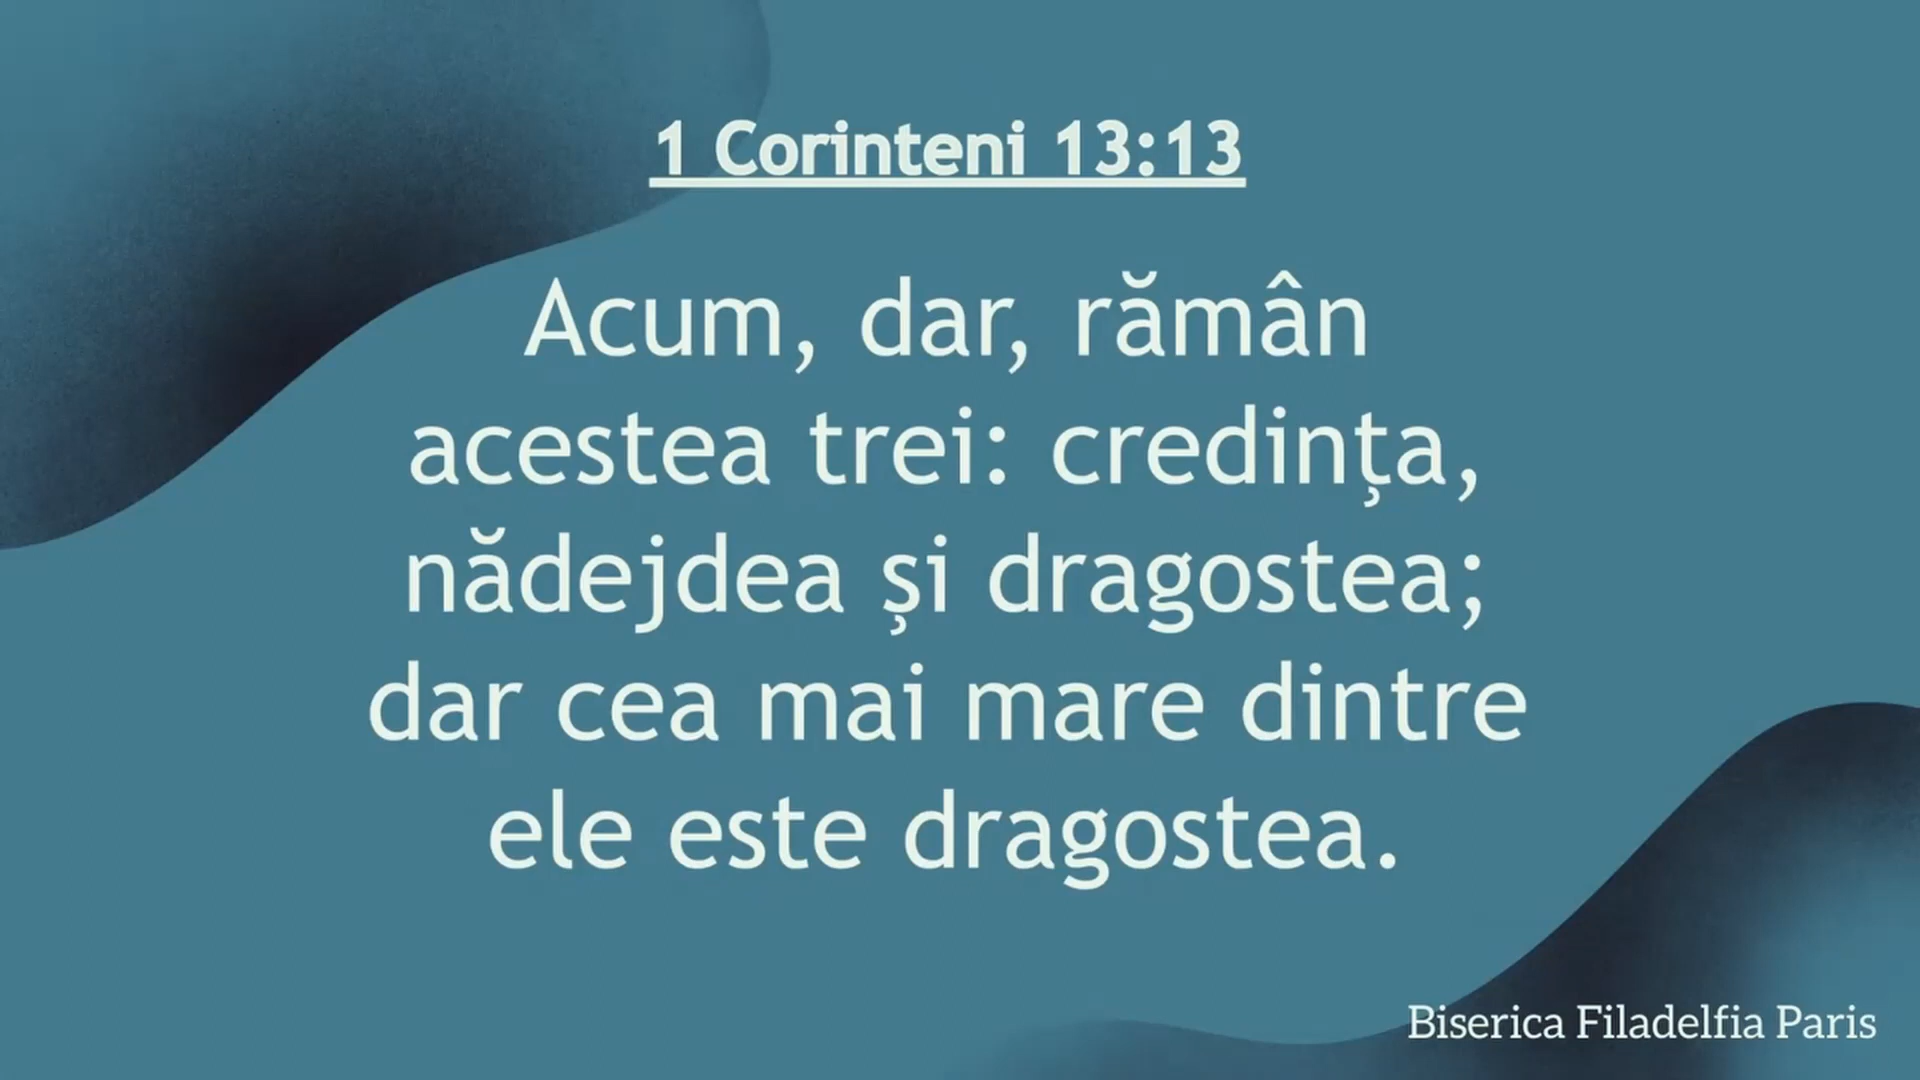 1 Corinteni 13:13
Acum, dar, rămân
acestea trei: credința,
nădejdea și dragostea;
dar cea mai mare dintre
ele este dragostea.
Biserica Filadelfia Paris